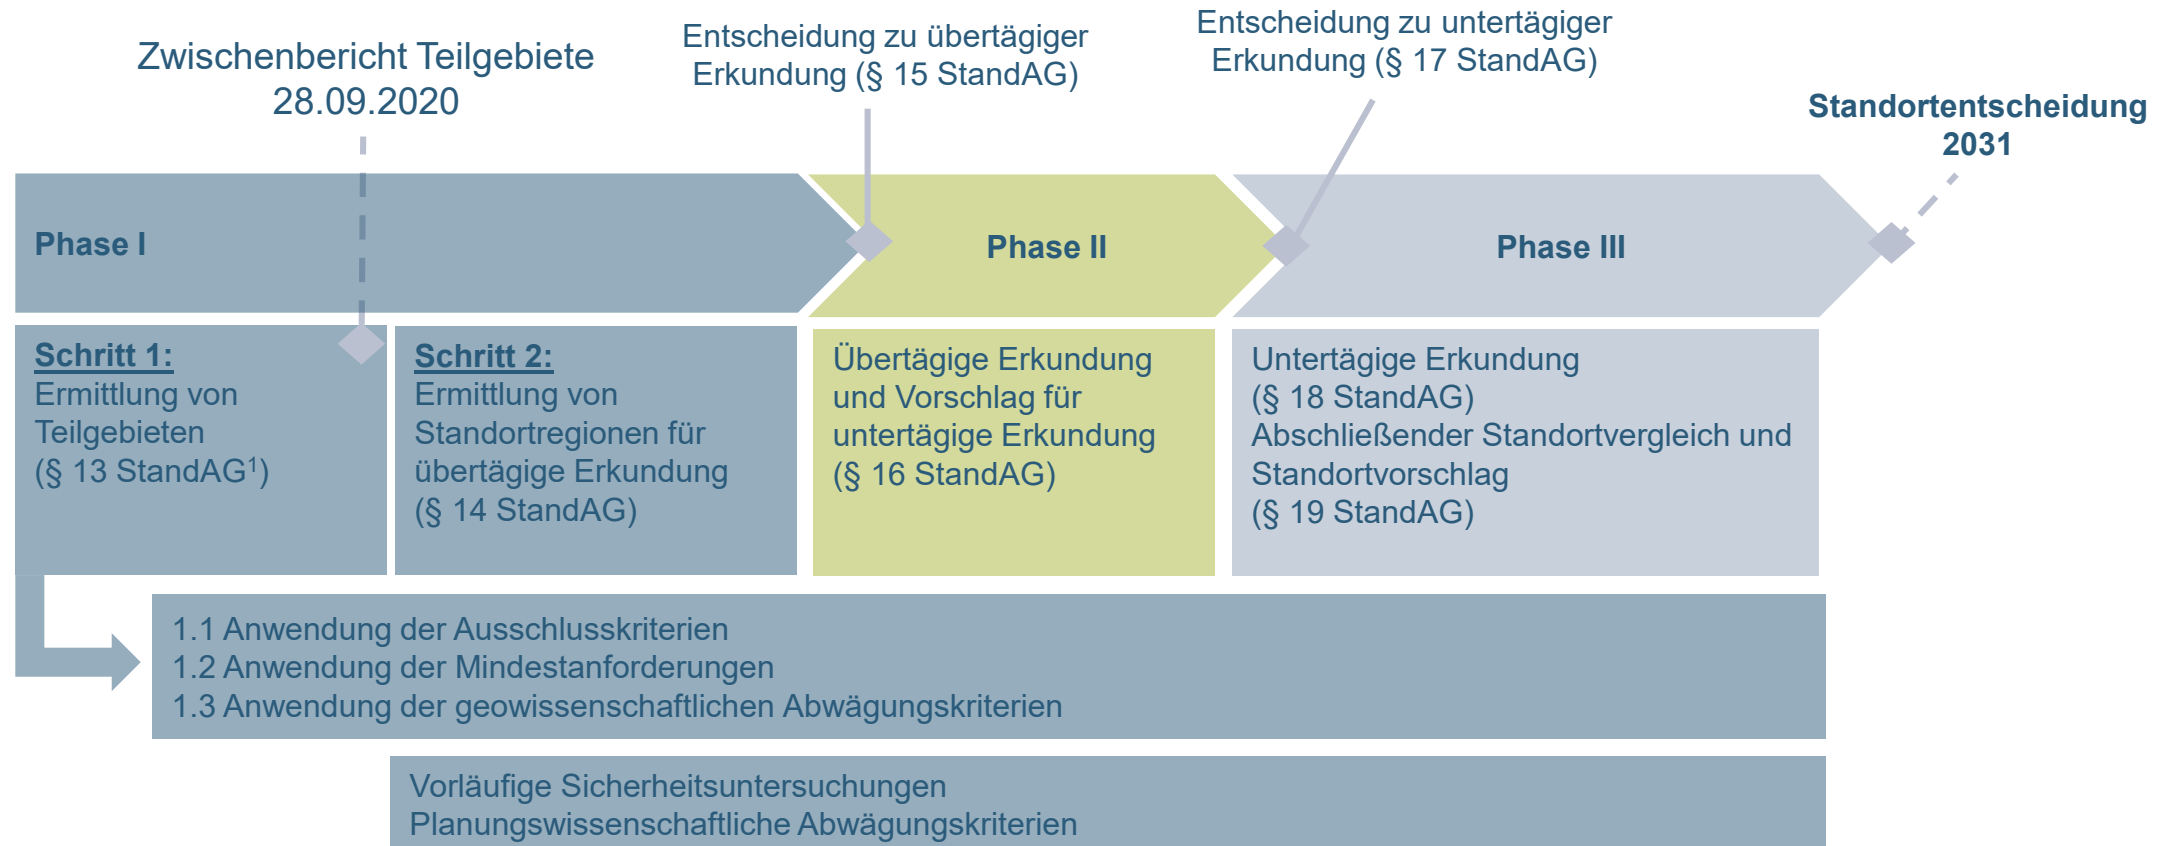 Zwischenbericht Teilgebiete
28.09.2020
Entscheidung zu übertägiger
Erkundung (§ 15 StandAG)
Entscheidung zu untertägiger
Erkundung (§ 17 StandAG)
Standortentscheidung
2031
Phase I
Phase II
Phase III
Schritt 1:
Ermittlung von
Teilgebieten
(§ 13 StandAG¹)
Schritt 2:
Ermittlung von
Standortregionen für
übertägige Erkundung
(§ 14 StandAG)
Übertägige Erkundung
und Vorschlag für
untertägige Erkundung
(§ 16 StandAG)
Untertägige Erkundung
(§ 18 StandAG)
Abschließender Standortvergleich und
Standortvorschlag
(§ 19 StandAG)
1.1 Anwendung der Ausschlusskriterien
1.2 Anwendung der Mindestanforderungen
1.3 Anwendung der geowissenschaftlichen Abwägungskriterien
Vorläufige Sicherheitsuntersuchungen
Planungswissenschaftliche Abwägungskriterien